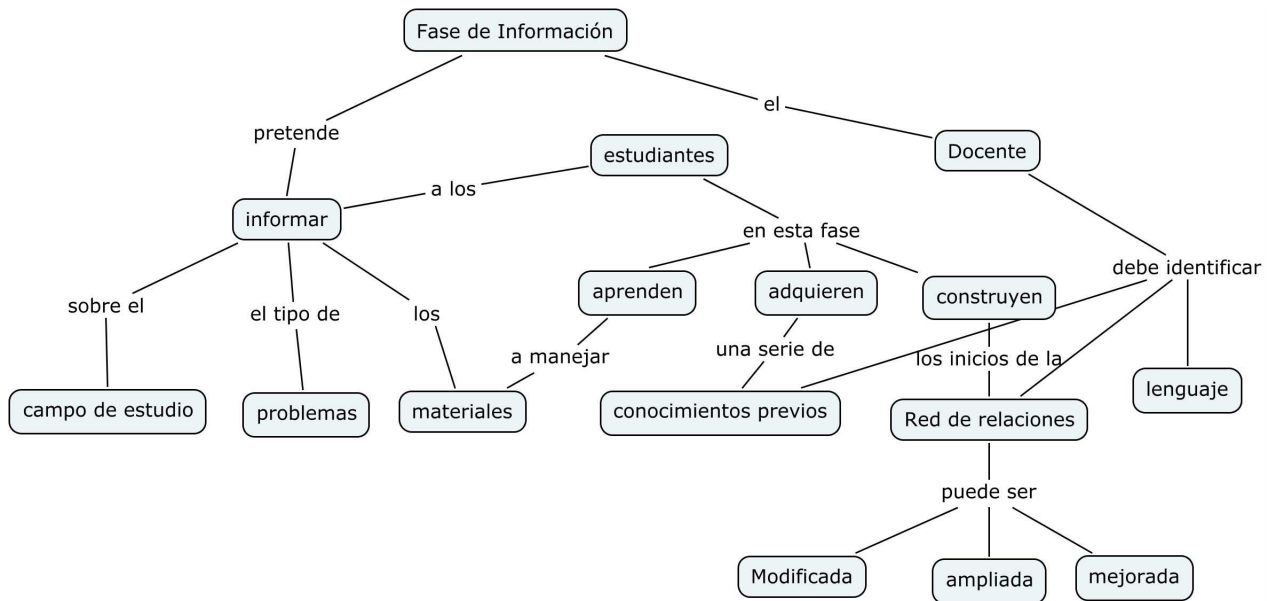 Fase de Información
el
pretende
estudiantes
Docente
a los
informar
en esta fase
debe identificar
aprenden
adquieren
construyen
sobre el
el tipo de
los
a manejar
una serie de
los inicios de la
lenguaje
campo de estudio
problemas
materiales
conocimientos previos
Red de relaciones
puede ser
Modificada
ampliada
mejorada